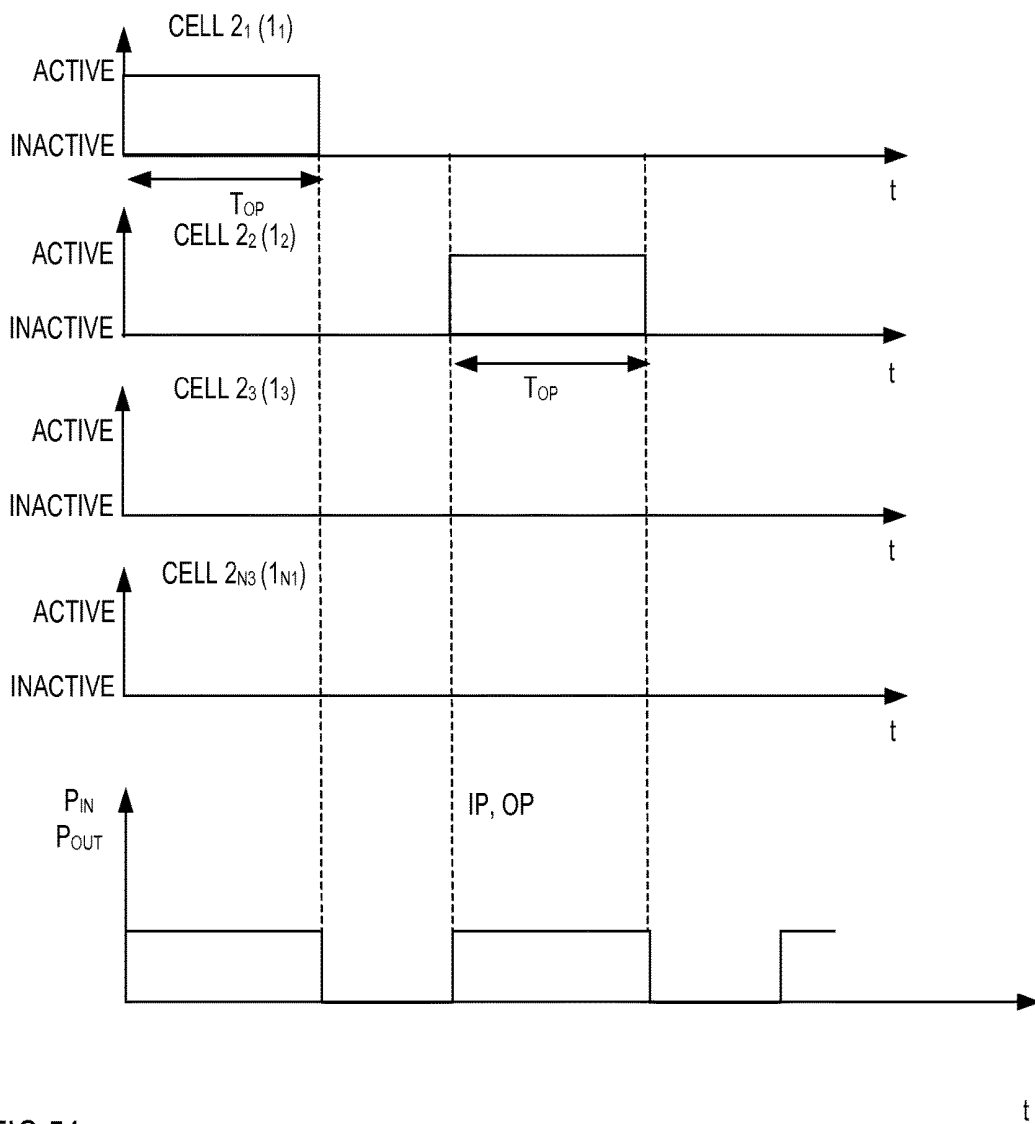 CELL 2₁ (1₁)
ACTIVE
INACTIVE
t
T_OP
CELL 2₂ (1₂)
ACTIVE
INACTIVE
t
T_OP
CELL 2₃ (1₃)
ACTIVE
INACTIVE
t
CELL 2_N3 (1_N1)
ACTIVE
INACTIVE
t
P_IN
P_OUT
IP, OP
t